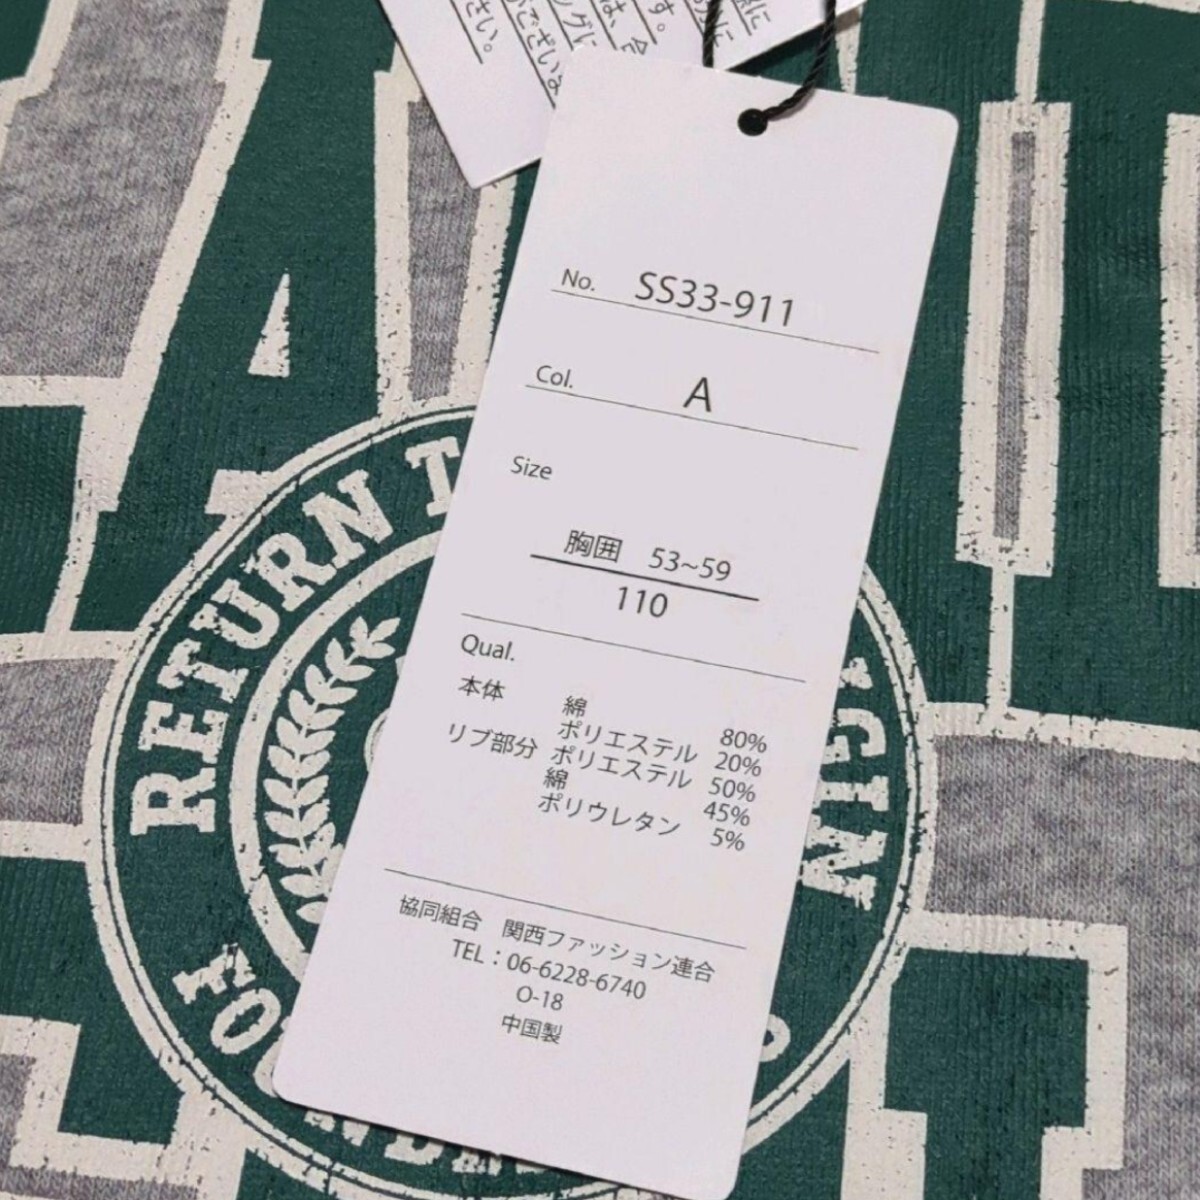 No. SS33-911
Col. A
Size
胸囲 53~59
110
Qual.
本体 綿 80%
ポリエステル 20%
リブ部分 ポリエステル 50%
綿 45%
ポリウレタン 5%
協同組合 関西ファッション連合
TEL：06-6228-6740
O-18
中国製
RETURN
OF